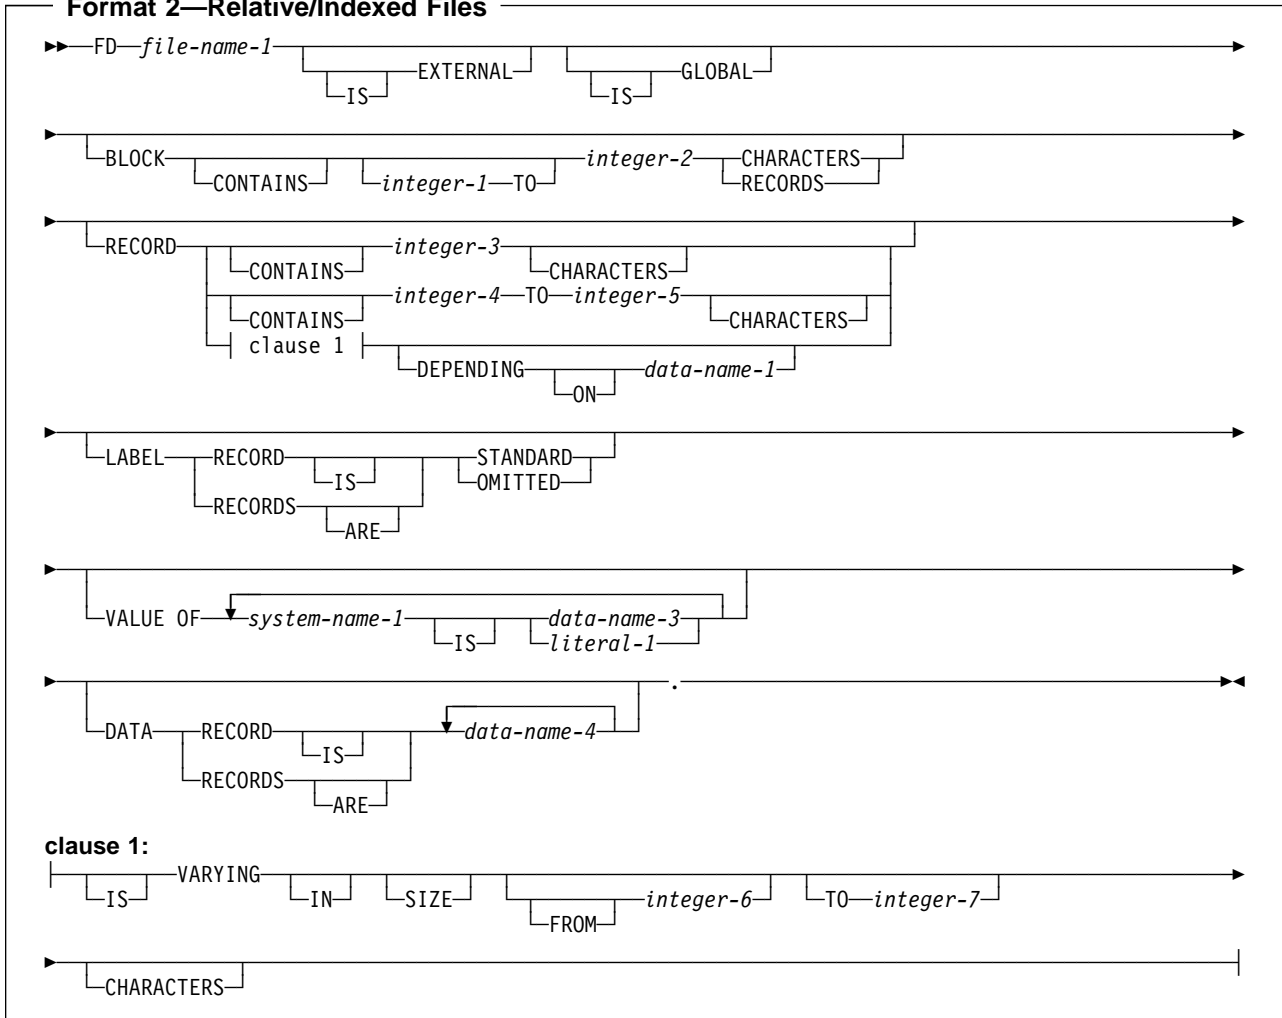 Format 2—Relative/Indexed Files
FD file-name-1 EXTERNAL GLOBAL
IS IS
BLOCK integer-2 CHARACTERS
CONTAINS integer-1 TO RECORDS
RECORD integer-3
CONTAINS CHARACTERS
integer-4 TO integer-5
CONTAINS CHARACTERS
clause 1
DEPENDING data-name-1
ON
LABEL RECORD STANDARD
IS OMITTED
RECORDS
ARE
VALUE OF system-name-1 data-name-3
IS literal-1
.
DATA RECORD data-name-4
IS
RECORDS
ARE
clause 1:
VARYING
IS IN SIZE integer-6 TO integer-7
FROM
CHARACTERS